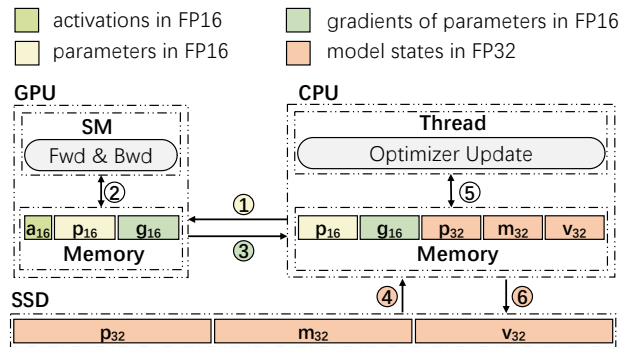 activations in FP16
gradients of parameters in FP16
parameters in FP16
model states in FP32
GPU
CPU
SM
Thread
Fwd & Bwd
Optimizer Update
②
①
⑤
a16 p16 g16
p16 g16 p32 m32 v32
Memory
③
Memory
SSD
④
⑥
p32 m32 v32